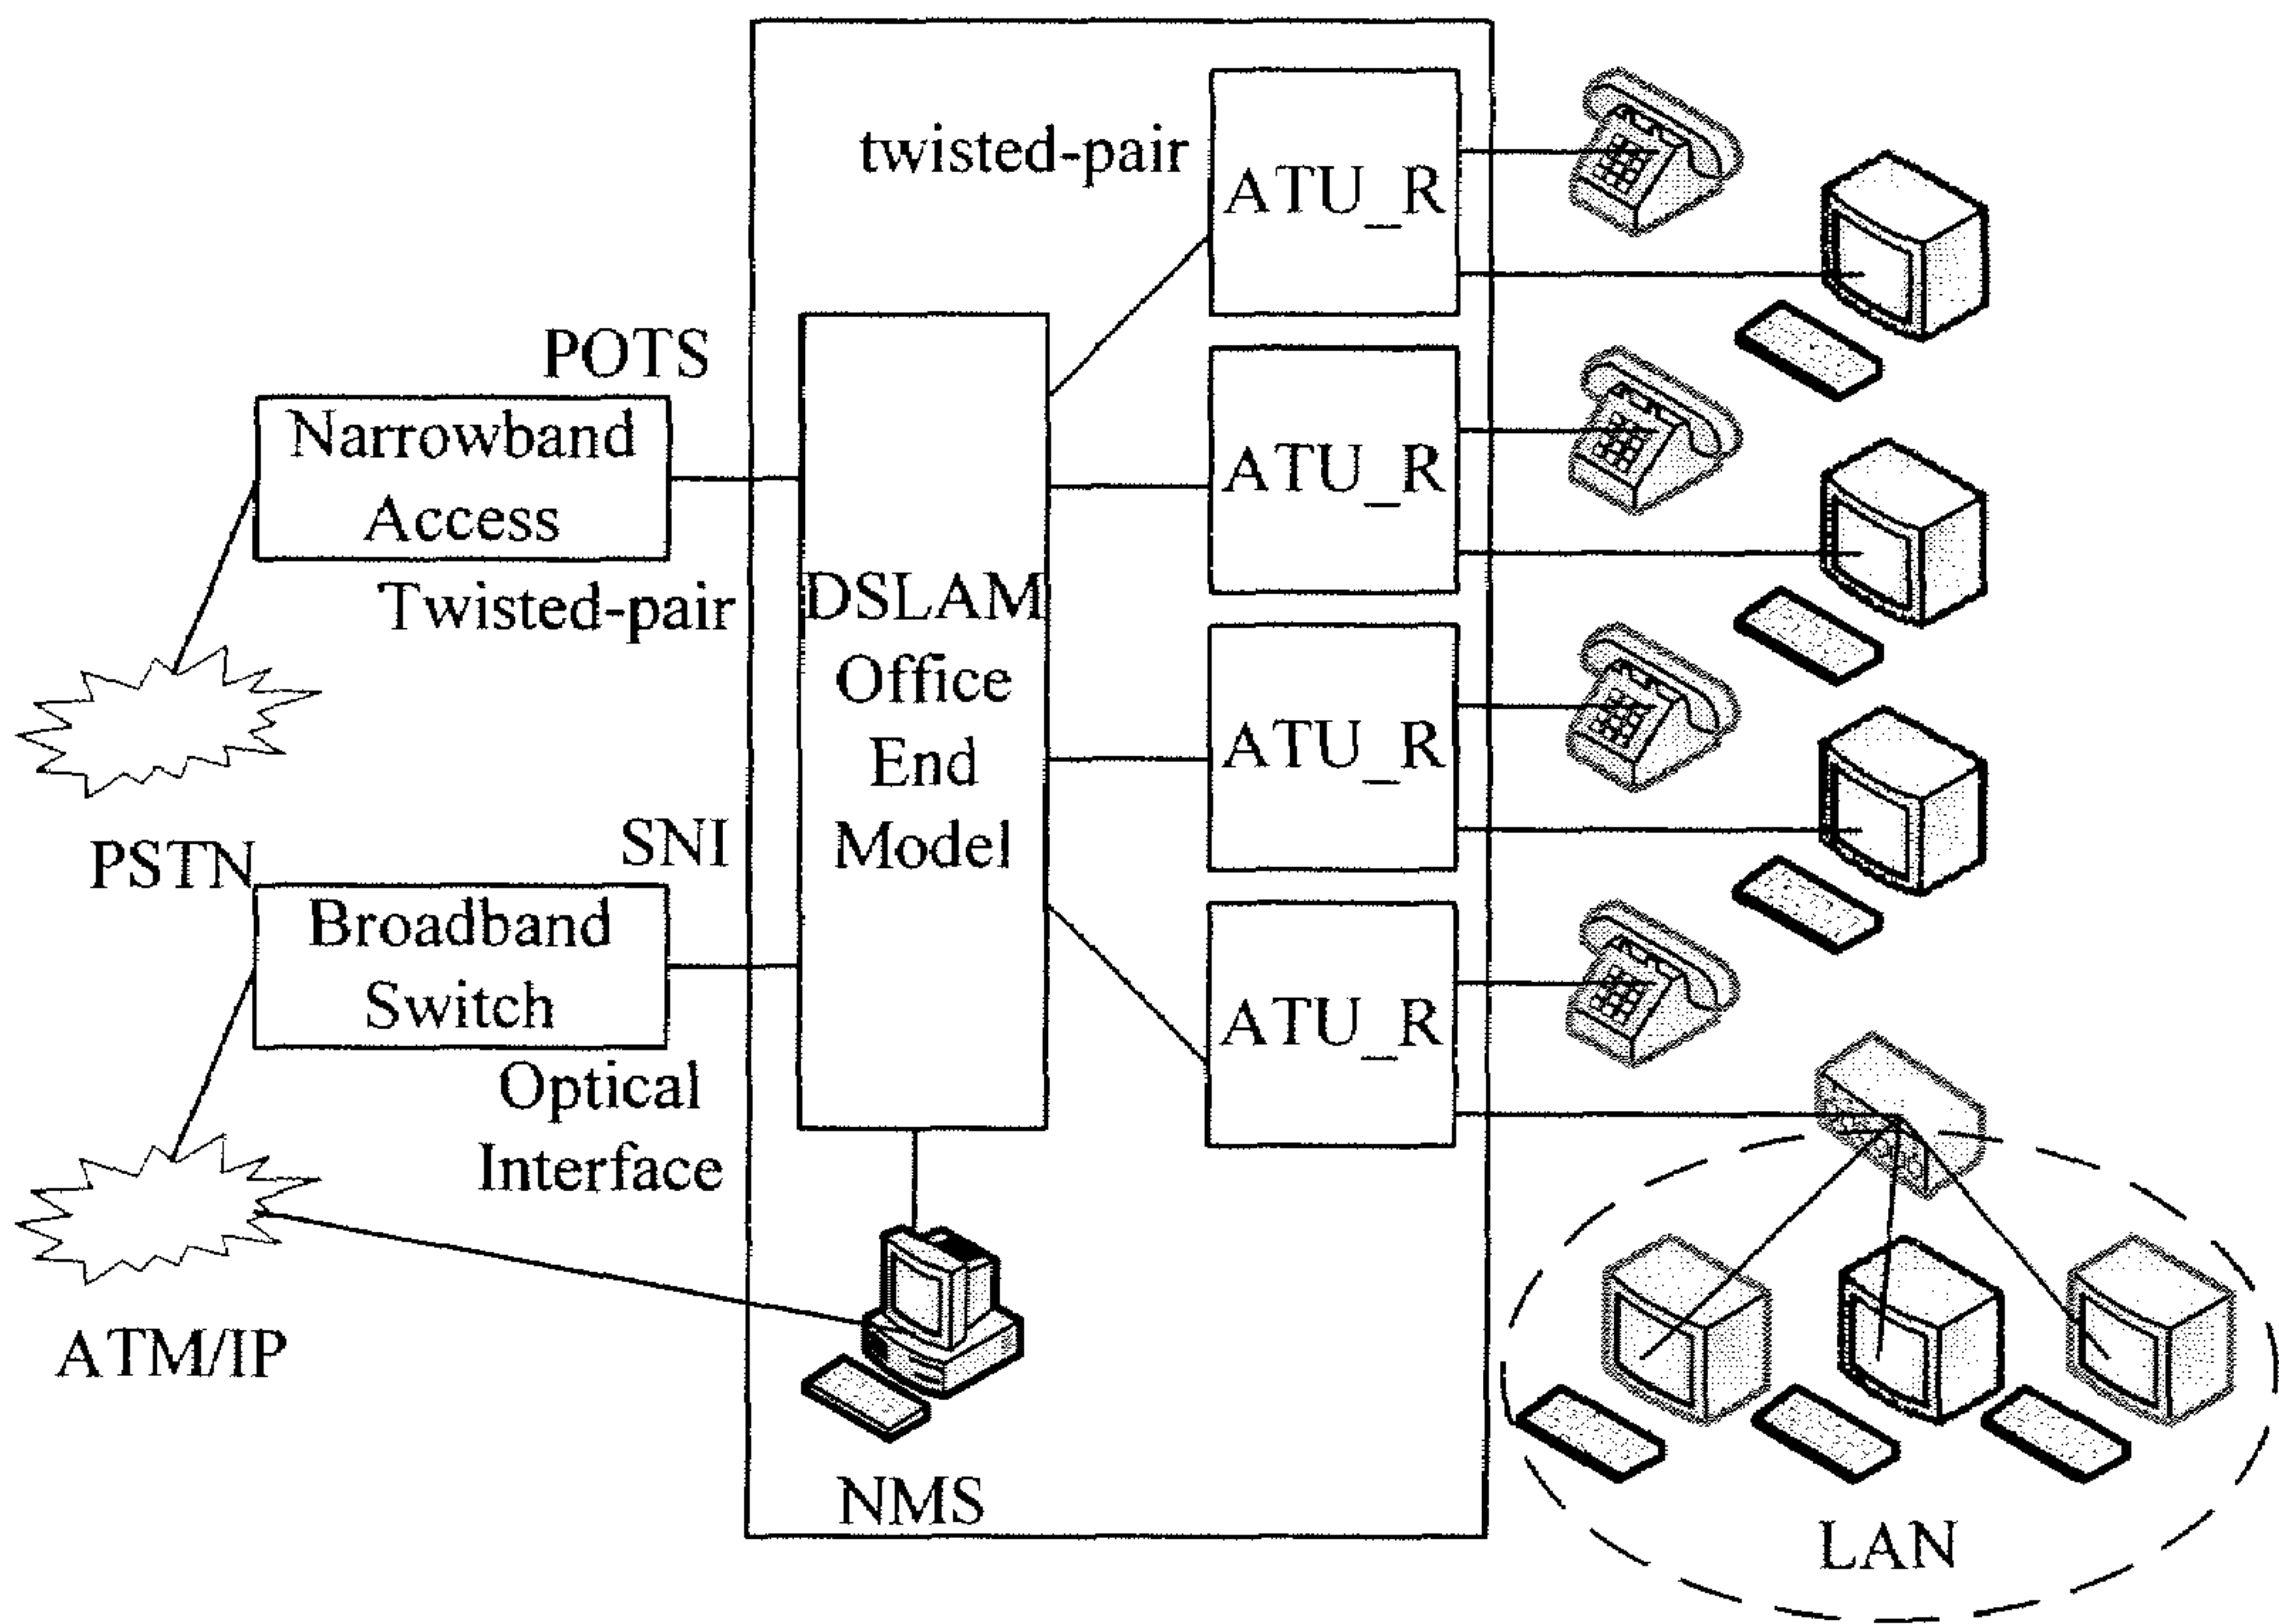 twisted-pair
ATU_R
POTS
Narrowband
Access
Twisted-pair
ATU_R
DSLAM
Office
End
Model
ATU_R
PSTN
SNI
Broadband
Switch
Optical
Interface
ATU_R
ATM/IP
NMS
LAN